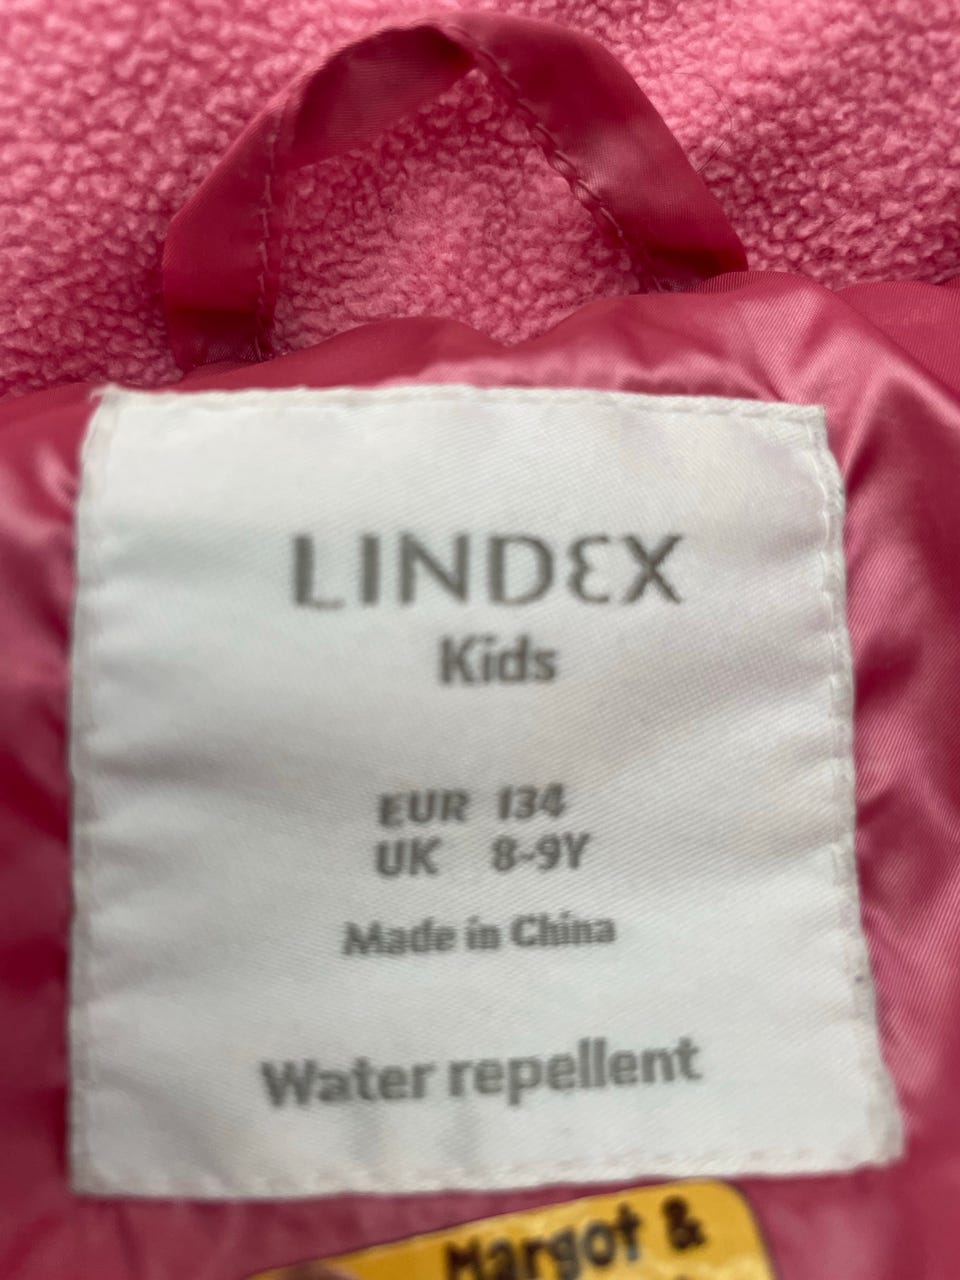 LINDEX
Kids
EUR 134
UK 8-9Y
Made in China
Water repellent
Margot &